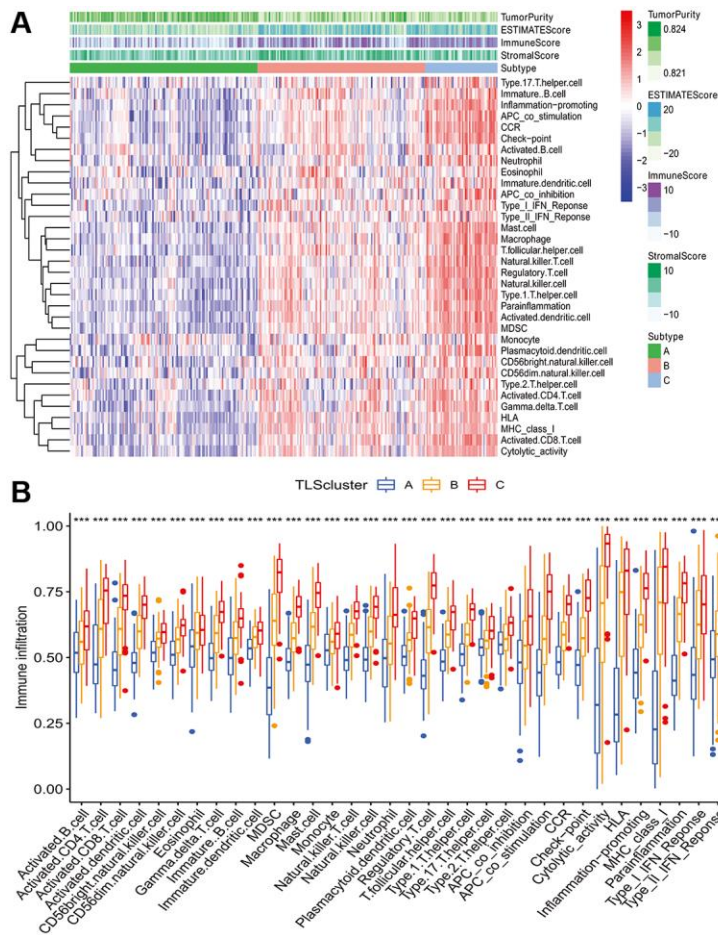 A
TumorPurity
ESTIMATEScore
ImmuneScore
StromalScore
Subtype
Type.17.T.helper.cell
Immature..B.cell
Inflammation-promoting
APC_co_stimulation
CCR
Check-point
Activated.B.cell
Neutrophil
Eosinophil
Immature.dendritic.cell
APC_co_inhibition
Type_I_IFN_Reponse
Type_II_IFN_Reponse
Mast.cell
Macrophage
T.follicular.helper.cell
Natural.killer.T.cell
Regulatory.T.cell
Natural.killer.cell
Type.1.T.helper.cell
Parainflammation
Activated.dendritic.cell
MDSC
Monocyte
Plasmacytoid.dendritic.cell
CD56bright.natural.killer.cell
CD56dim.natural.killer.cell
Type.2.T.helper.cell
Activated.CD4.T.cell
Gamma.delta.T.cell
HLA
MHC_class_I
Activated.CD8.T.cell
Cytolytic_activity
3
2
1
0
-1
-2
-3
TumorPurity
0.824
0.821
ESTIMATEScore
20
-20
ImmuneScore
10
-10
StromalScore
10
-10
Subtype
A
B
C
B
TLScluster A B C
*** *** *** *** *** *** *** *** *** *** *** *** *** *** *** *** *** *** *** *** *** *** *** *** *** *** *** *** *** *** *** *** *** ***
Immune infiltration
1.00
0.75
0.50
0.25
0.00
Activated.B.cell
Activated.CD4.T.cell
Activated.CD8.T.cell
Activated.dendritic.cell
CD56bright.natural.killer.cell
CD56dim.natural.killer.cell
Eosinophil
Gamma.delta.T.cell
Immature..B.cell
Immature.dendritic.cell
MDSC
Macrophage
Mast.cell
Monocyte
Natural.killer.T.cell
Natural.killer.cell
Neutrophil
Plasmacytoid.dendritic.cell
Regulatory.T.cell
T.follicular.helper.cell
Type.1.T.helper.cell
Type.17.T.helper.cell
Type.2.T.helper.cell
APC_co_inhibition
APC_co_stimulation
CCR
Check-point
Cytolytic_activity
HLA
Inflammation-promoting
MHC_class_I
Parainflammation
Type_I_IFN_Reponse
Type_II_IFN_Reponse